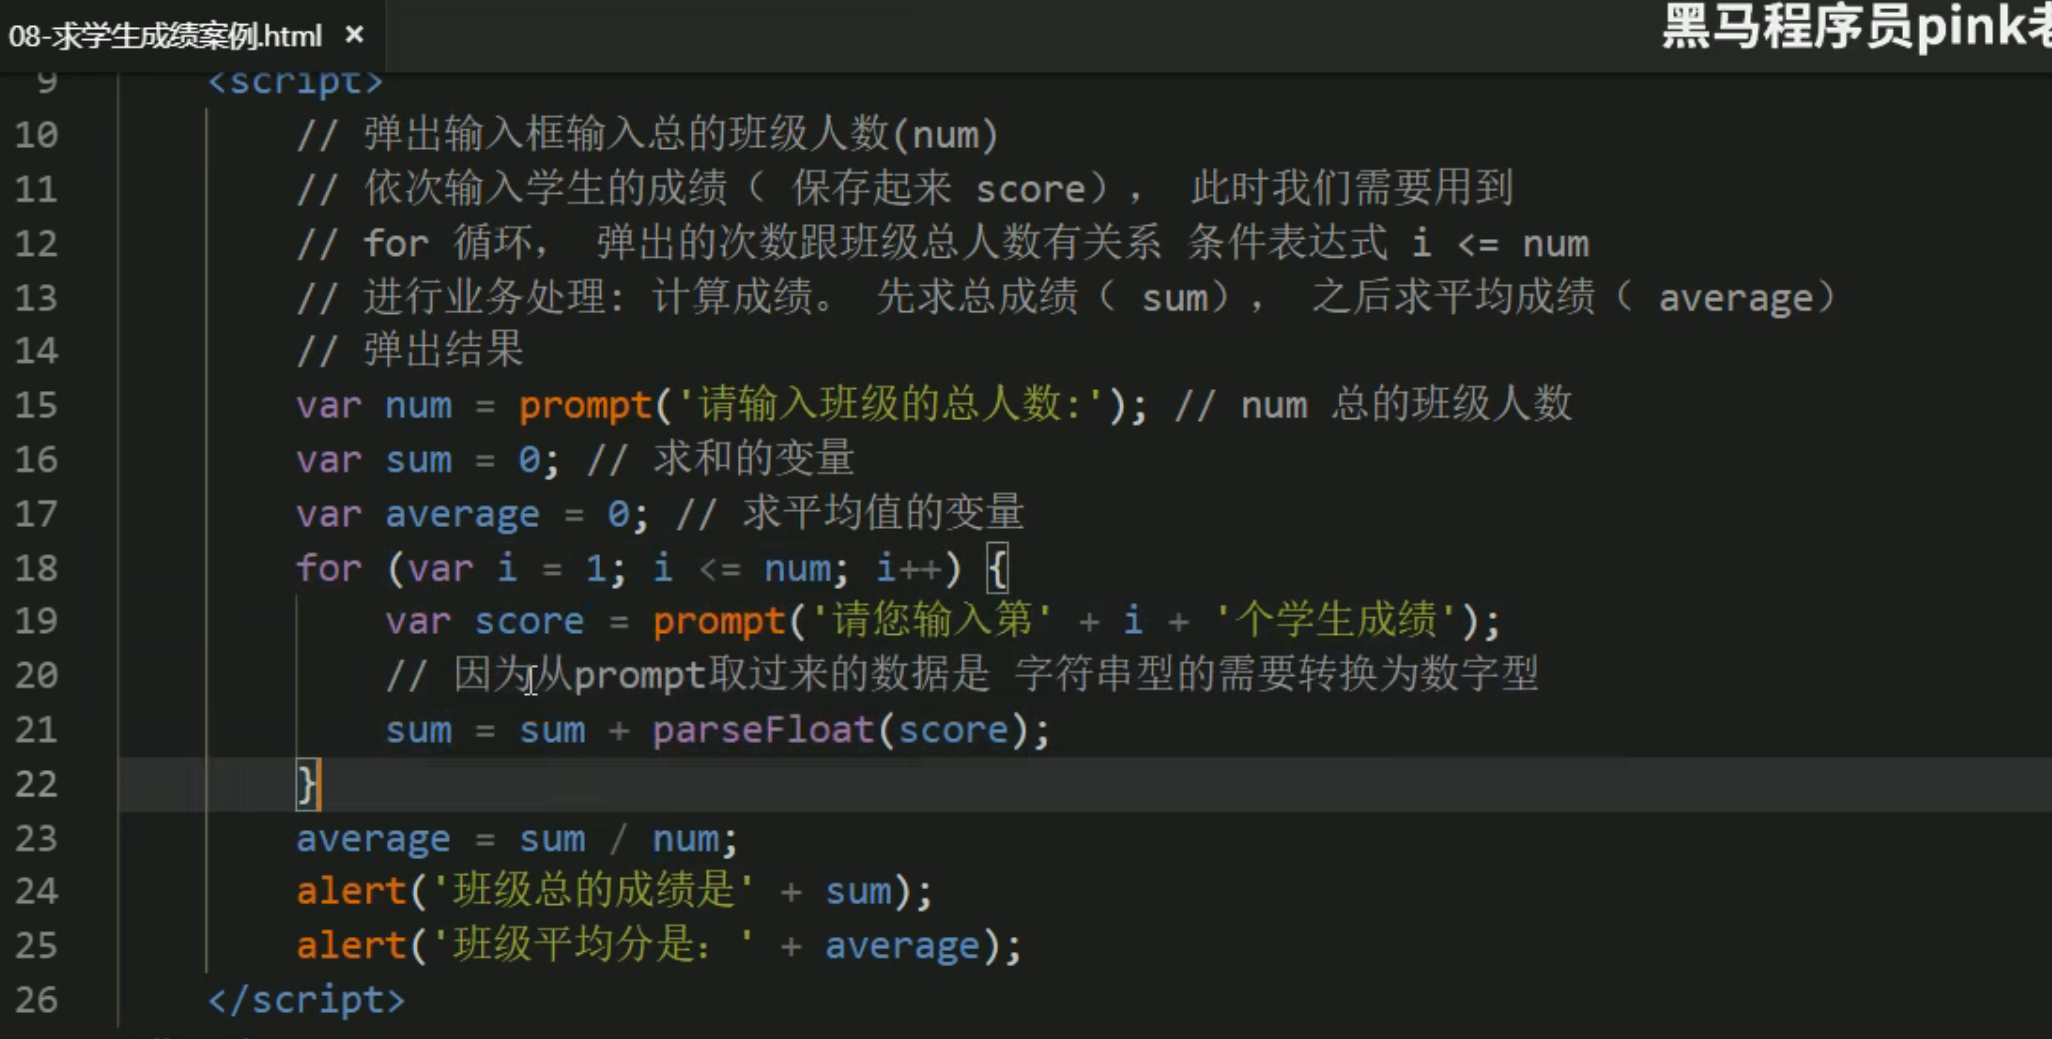 08-求学生成绩案例.html ×
黑马程序员pink老
9 <script>
10 // 弹出输入框输入总的班级人数(num)
11 // 依次输入学生的成绩（ 保存起来 score）， 此时我们需要用到
12 // for 循环， 弹出的次数跟班级总人数有关系 条件表达式 i <= num
13 // 进行业务处理: 计算成绩。 先求总成绩（ sum）， 之后求平均成绩（ average）
14 // 弹出结果
15 var num = prompt('请输入班级的总人数:'); // num 总的班级人数
16 var sum = 0; // 求和的变量
17 var average = 0; // 求平均值的变量
18 for (var i = 1; i <= num; i++) {
19 var score = prompt('请您输入第' + i + '个学生成绩');
20 // 因为从prompt取过来的数据是 字符串型的需要转换为数字型
21 sum = sum + parseFloat(score);
22 }
23 average = sum / num;
24 alert('班级总的成绩是' + sum);
25 alert('班级平均分是：' + average);
26 </script>